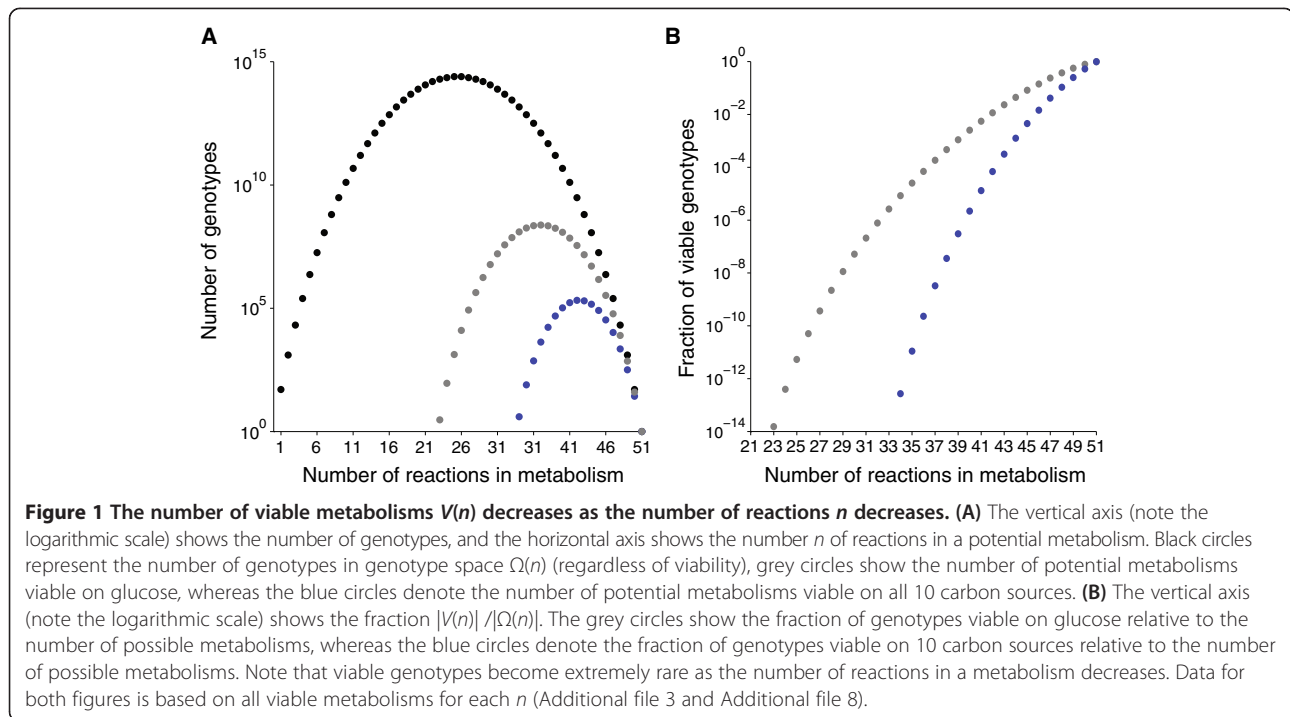 A
B
10^15
10^10
10^5
10^0
Number of genotypes
1 6 11 16 21 26 31 36 41 46 51
Number of reactions in metabolism
10^0
10^−2
10^−4
10^−6
10^−8
10^−10
10^−12
10^−14
Fraction of viable genotypes
21 23 25 27 29 31 33 35 37 39 41 43 45 47 49 51
Number of reactions in metabolism
Figure 1 The number of viable metabolisms V(n) decreases as the number of reactions n decreases. (A) The vertical axis (note the
logarithmic scale) shows the number of genotypes, and the horizontal axis shows the number n of reactions in a potential metabolism. Black circles
represent the number of genotypes in genotype space Ω(n) (regardless of viability), grey circles show the number of potential metabolisms
viable on glucose, whereas the blue circles denote the number of potential metabolisms viable on all 10 carbon sources. (B) The vertical axis
(note the logarithmic scale) shows the fraction |V(n)| /|Ω(n)|. The grey circles show the fraction of genotypes viable on glucose relative to the
number of possible metabolisms, whereas the blue circles denote the fraction of genotypes viable on 10 carbon sources relative to the number
of possible metabolisms. Note that viable genotypes become extremely rare as the number of reactions in a metabolism decreases. Data for
both figures is based on all viable metabolisms for each n (Additional file 3 and Additional file 8).